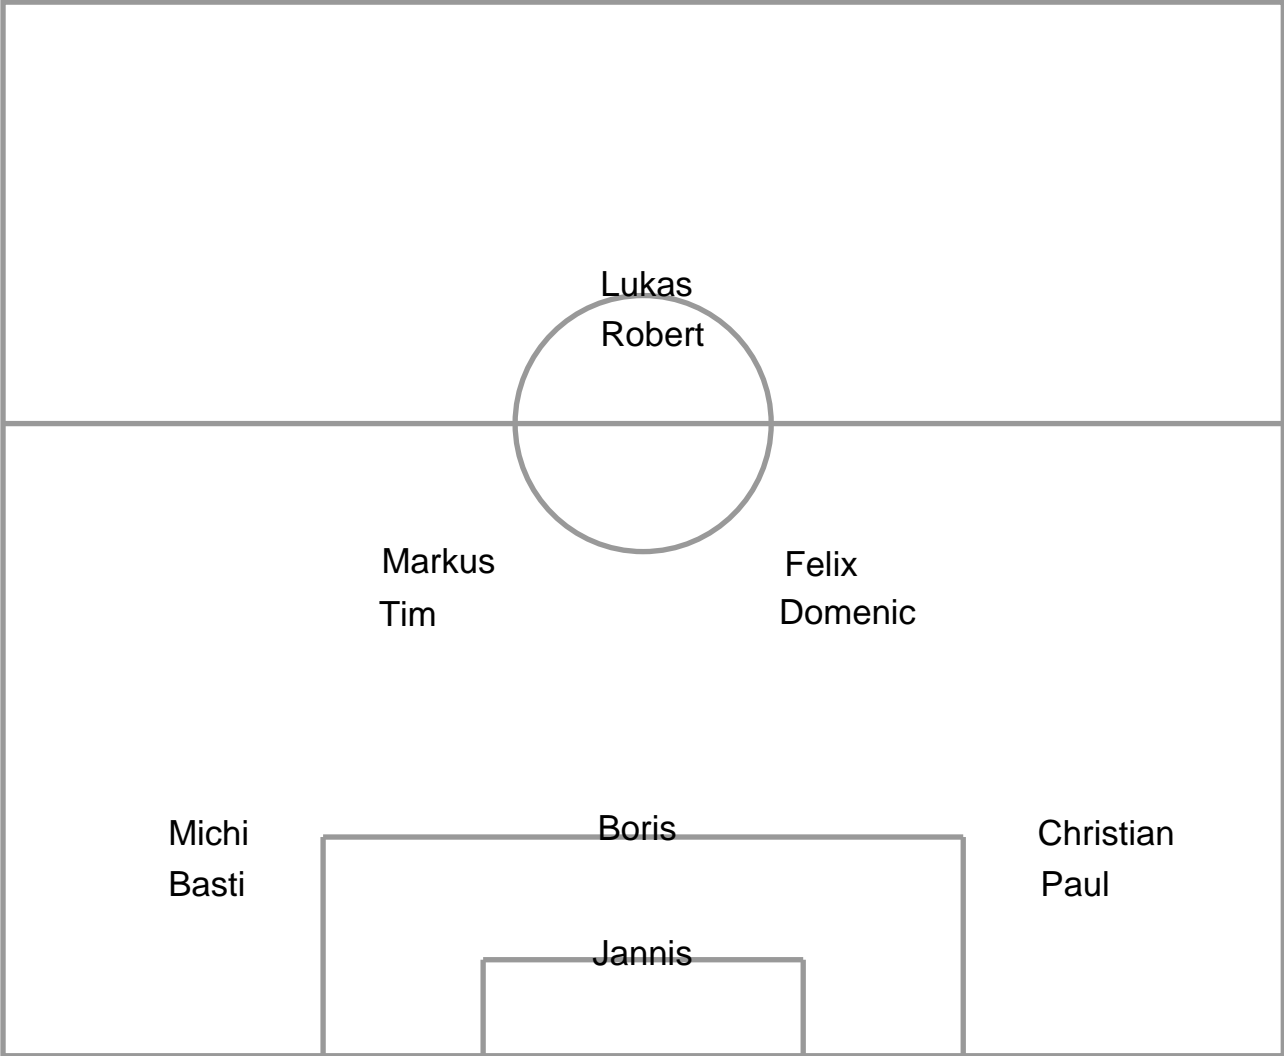 Lukas
Robert
Markus
Felix
Tim
Domenic
Michi
Boris
Christian
Basti
Paul
Jannis